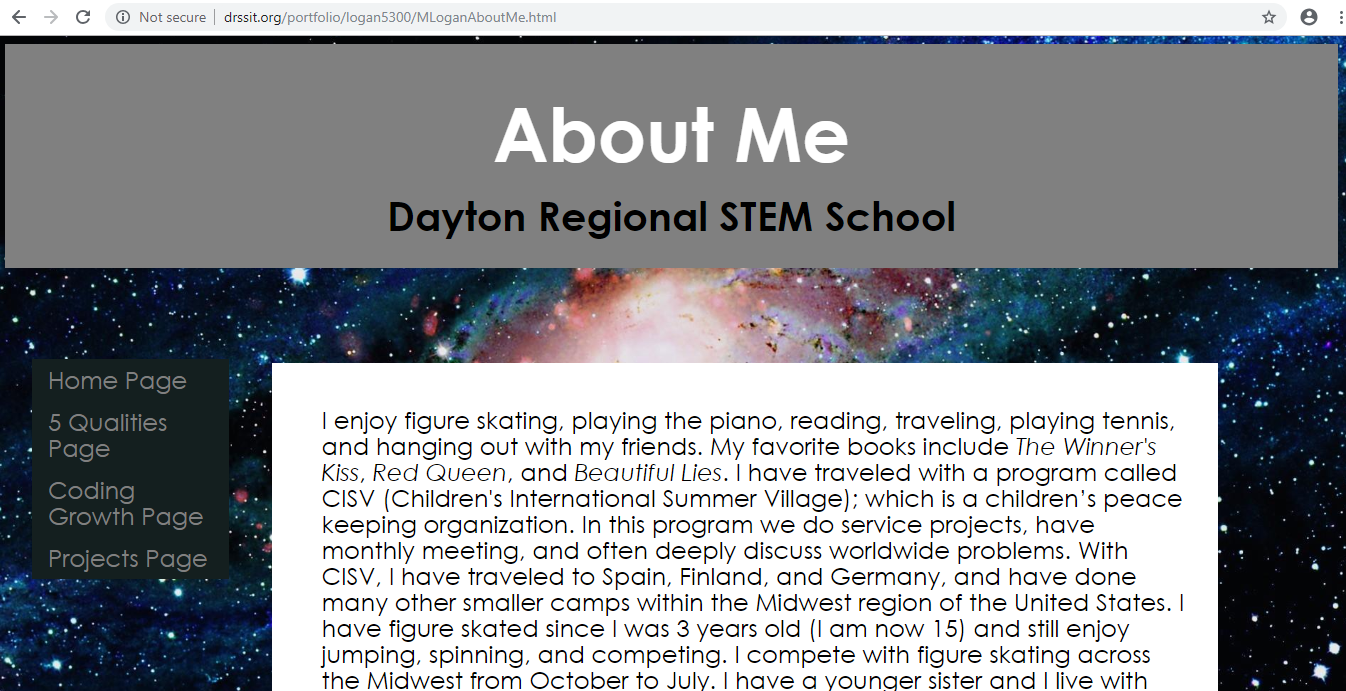 Not secure | drssit.org/portfolio/logan5300/MLoganAboutMe.html
About Me
Dayton Regional STEM School
Home Page
5 Qualities
Page
Coding
Growth Page
Projects Page
I enjoy figure skating, playing the piano, reading, traveling, playing tennis,
and hanging out with my friends. My favorite books include The Winner's
Kiss, Red Queen, and Beautiful Lies. I have traveled with a program called
CISV (Children's International Summer Village); which is a children’s peace
keeping organization. In this program we do service projects, have
monthly meeting, and often deeply discuss worldwide problems. With
CISV, I have traveled to Spain, Finland, and Germany, and have done
many other smaller camps within the Midwest region of the United States. I
have figure skated since I was 3 years old (I am now 15) and still enjoy
jumping, spinning, and competing. I compete with figure skating across
the Midwest from October to July. I have a younger sister and I live with